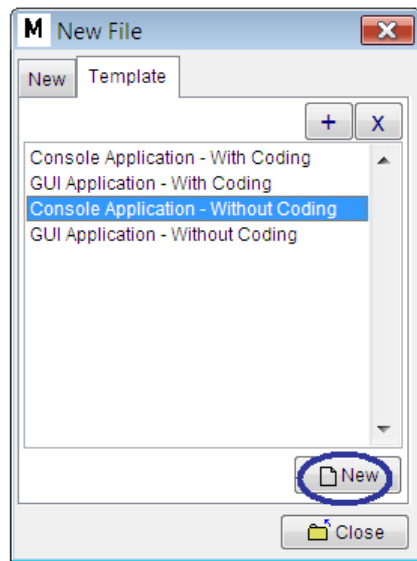 M New File
New Template
+ X
Console Application - With Coding
GUI Application - With Coding
Console Application - Without Coding
GUI Application - Without Coding
New
Close